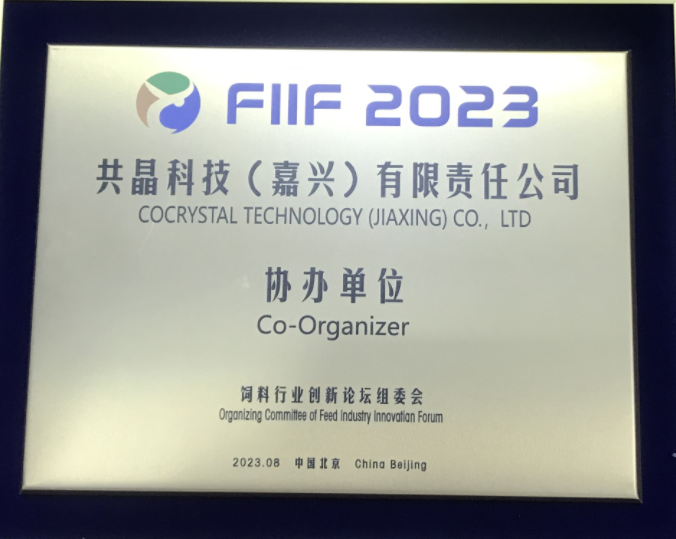 FIIF 2023
共晶科技（嘉兴）有限责任公司
COCRYSTAL TECHNOLOGY (JIAXING) CO., LTD
协办单位
Co-Organizer
饲料行业创新论坛组委会
Organizing Committee of Feed Industry Innovation Forum
2023.08 中国北京 China Beijing